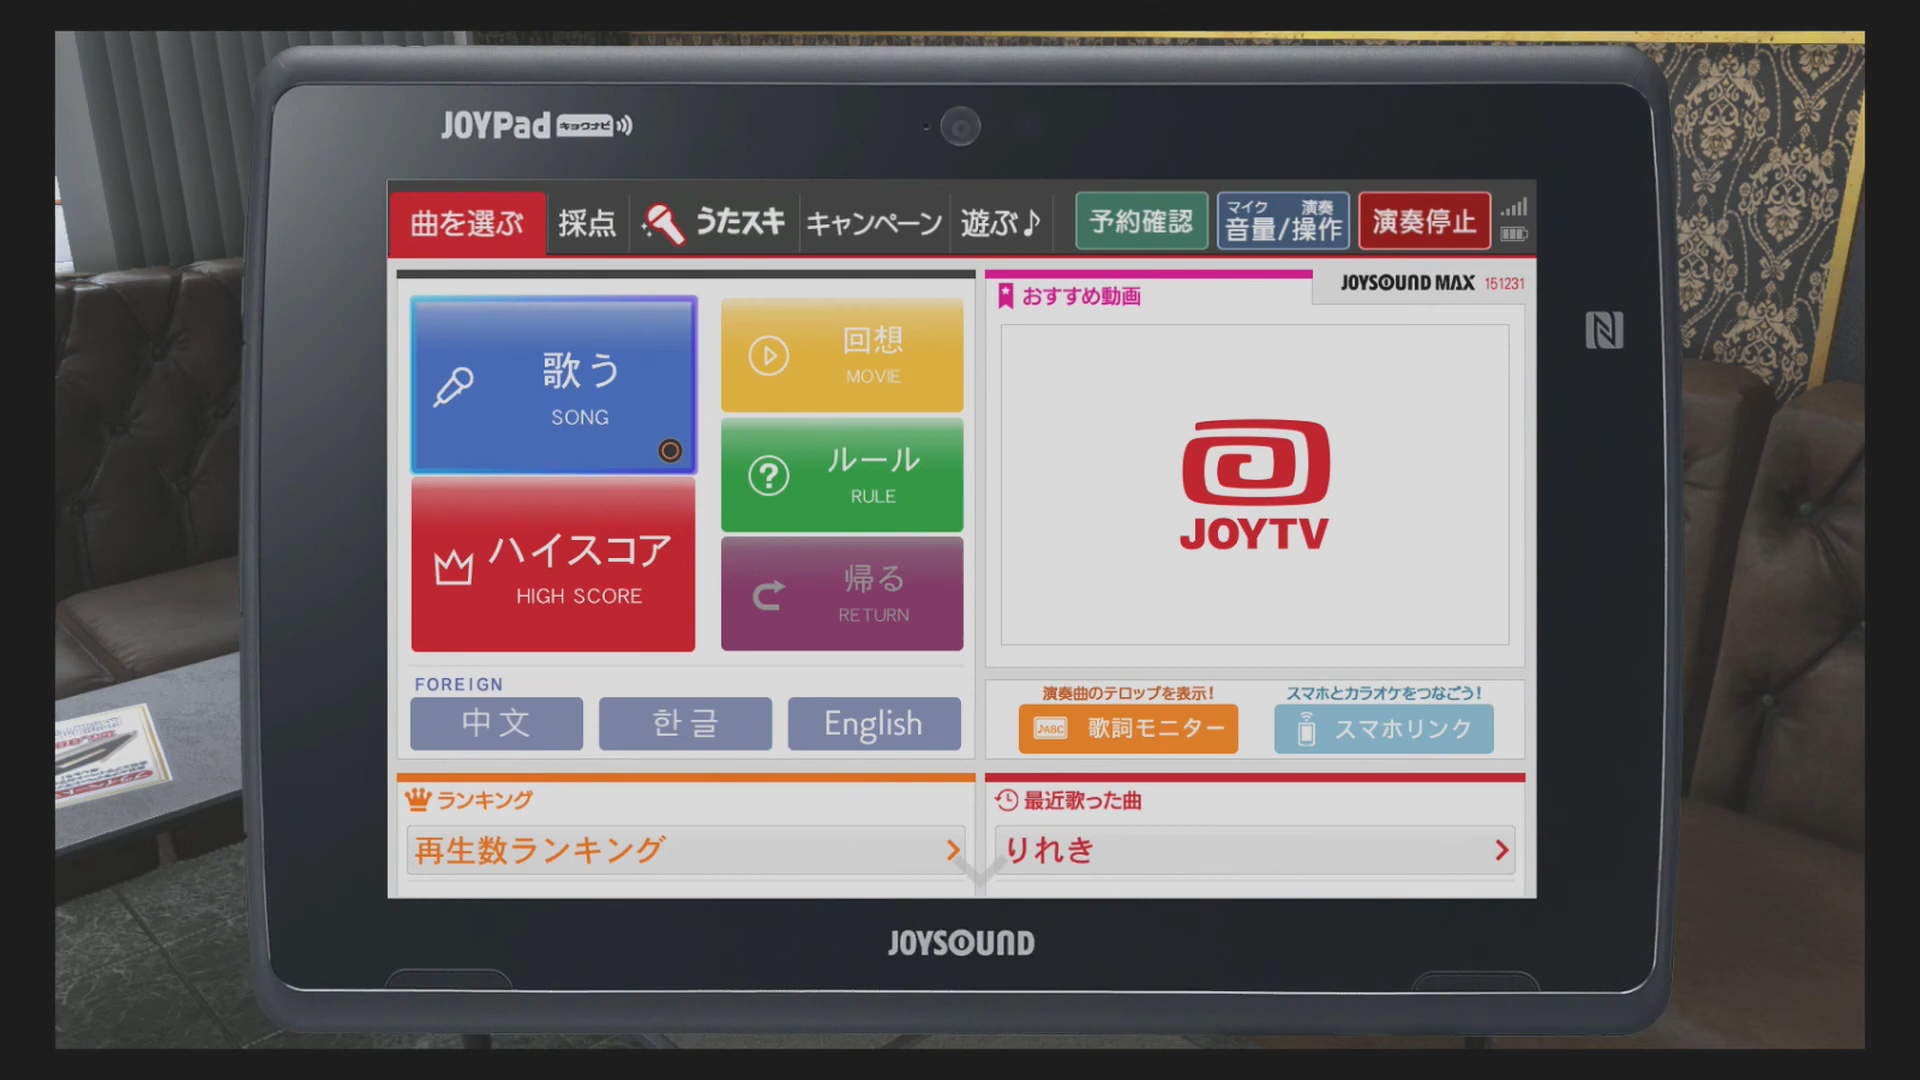 JOYPad キョクナビ
曲を選ぶ
採点
うたスキ
キャンペーン
遊ぶ♪
予約確認
マイク 演奏
音量/操作
演奏停止
歌う
SONG
ハイスコア
HIGH SCORE
回想
MOVIE
ルール
RULE
帰る
RETURN
FOREIGN
中文
한글
English
おすすめ動画
JOYSOUND MAX 151231
JOYTV
演奏曲のテロップを表示!
♪ABC 歌詞モニター
スマホとカラオケをつなごう!
スマホリンク
ランキング
再生数ランキング
最近歌った曲
りれき
JOYSOUND